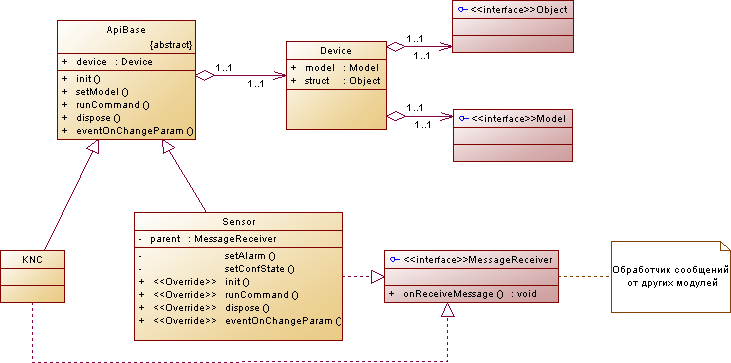 ApiBase
{abstract}
+ device : Device
+ init ()
+ setModel ()
+ runCommand ()
+ dispose ()
+ eventOnChangeParam ()
1..1
1..1
Device
+ model : Model
+ struct : Object
1..1
1..1
<<interface>>Object
1..1
1..1
<<interface>>Model
KNC
Sensor
- parent : MessageReceiver
- setAlarm ()
- setConfState ()
+ <<Override>> init ()
+ <<Override>> runCommand ()
+ <<Override>> dispose ()
+ <<Override>> eventOnChangeParam ()
<<interface>>MessageReceiver
+ onReceiveMessage () : void
Обработчик сообщений
от других модулей